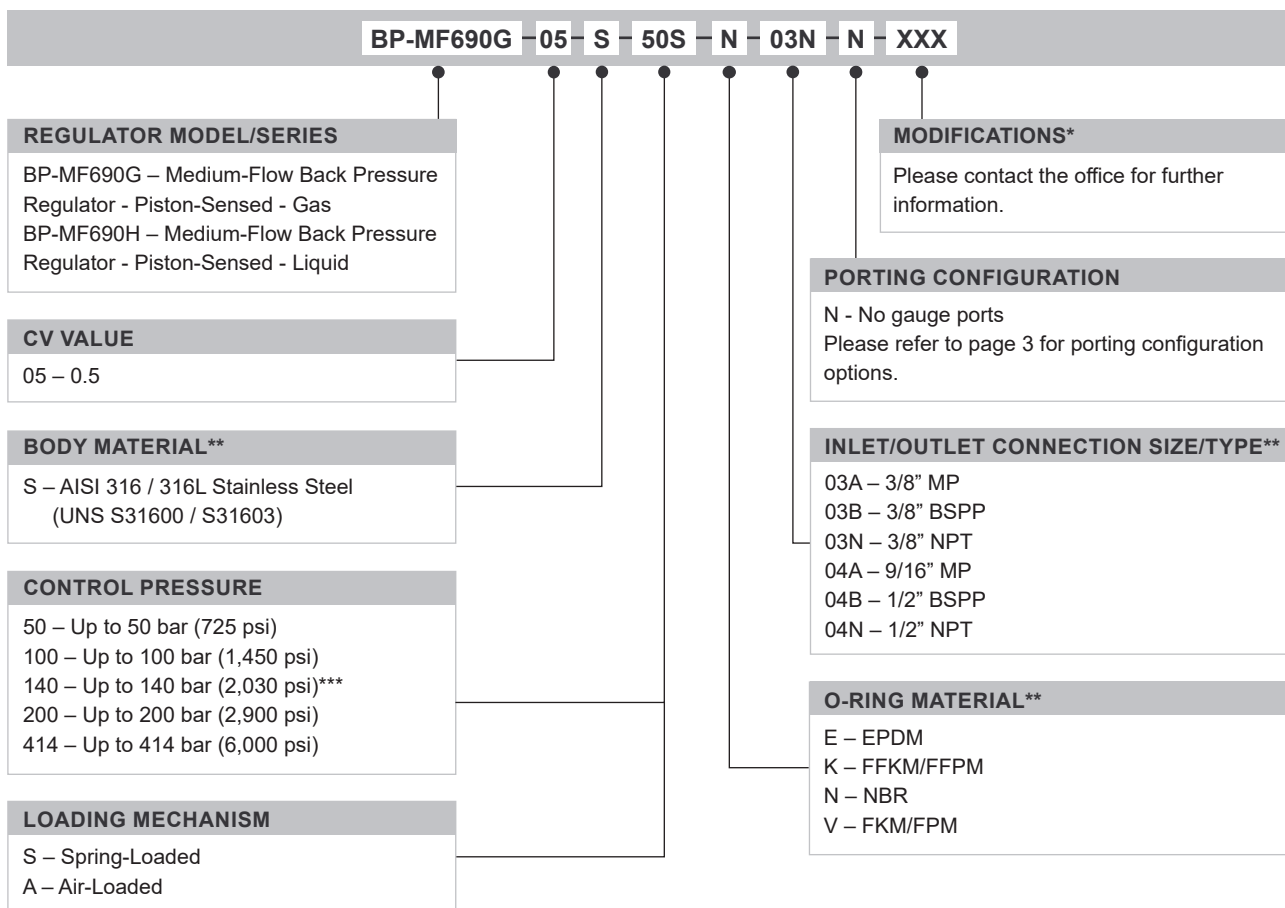 BP-MF690G - 05 - S - 50S - N - 03N - N - XXX
REGULATOR MODEL/SERIES
BP-MF690G – Medium-Flow Back Pressure
Regulator - Piston-Sensed - Gas
BP-MF690H – Medium-Flow Back Pressure
Regulator - Piston-Sensed - Liquid
CV VALUE
05 – 0.5
BODY MATERIAL**
S – AISI 316 / 316L Stainless Steel
(UNS S31600 / S31603)
CONTROL PRESSURE
50 – Up to 50 bar (725 psi)
100 – Up to 100 bar (1,450 psi)
140 – Up to 140 bar (2,030 psi)***
200 – Up to 200 bar (2,900 psi)
414 – Up to 414 bar (6,000 psi)
LOADING MECHANISM
S – Spring-Loaded
A – Air-Loaded
MODIFICATIONS*
Please contact the office for further
information.
PORTING CONFIGURATION
N - No gauge ports
Please refer to page 3 for porting configuration
options.
INLET/OUTLET CONNECTION SIZE/TYPE**
03A – 3/8” MP
03B – 3/8” BSPP
03N – 3/8” NPT
04A – 9/16” MP
04B – 1/2” BSPP
04N – 1/2” NPT
O-RING MATERIAL**
E – EPDM
K – FFKM/FFPM
N – NBR
V – FKM/FPM